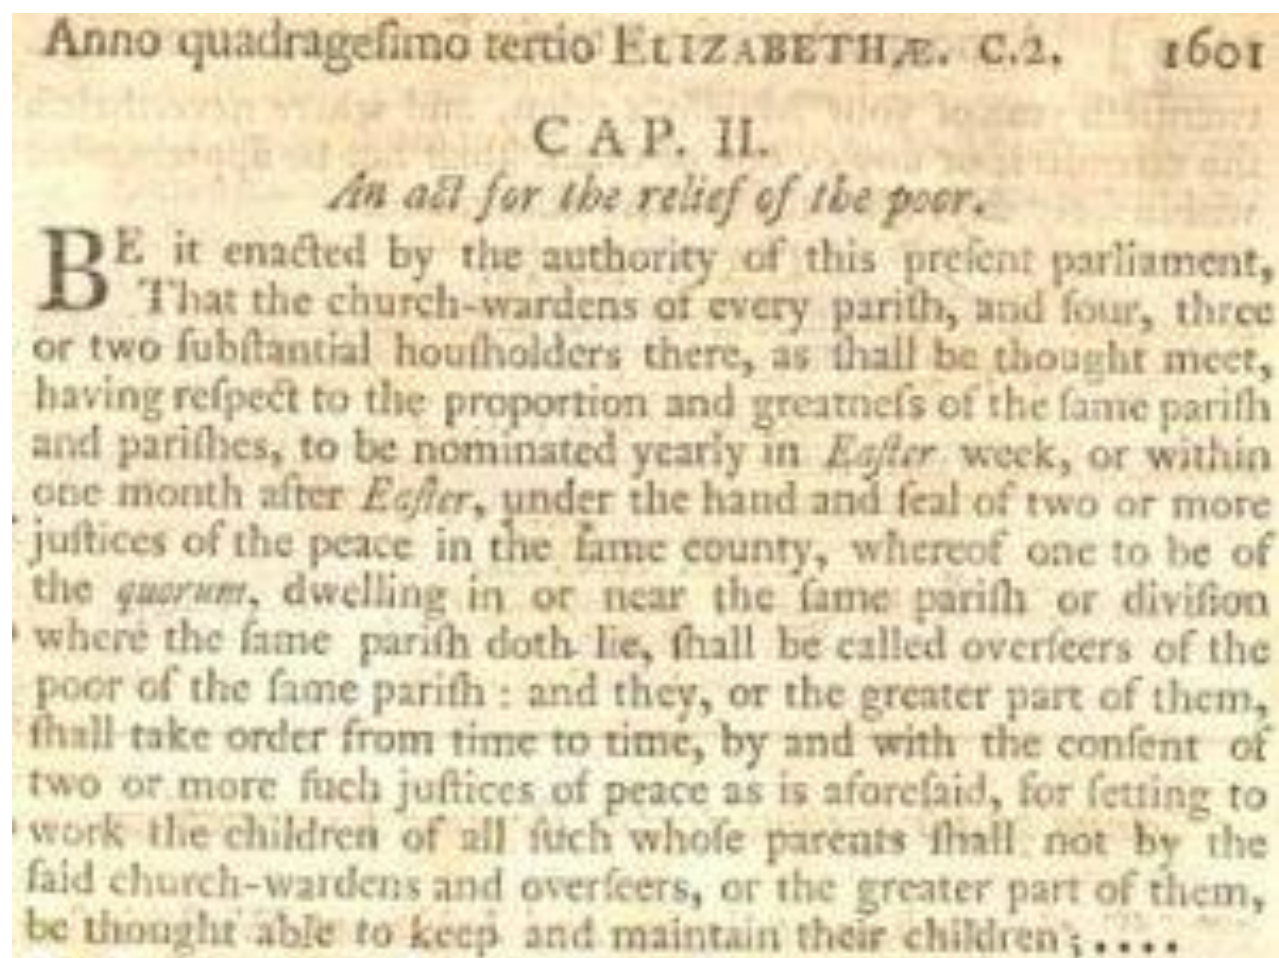 Anno quadrageſimo tertio ELIZABETHÆ. C.2. 1601
CAP. II.
An act for the relief of the poor.
BE it enacted by the authority of this preſent parliament,
That the church-wardens of every pariſh, and four, three
or two ſubſtantial houſholders there, as ſhall be thought meet,
having reſpect to the proportion and greatneſs of the ſame pariſh
and pariſhes, to be nominated yearly in Eaſter week, or within
one month after Eaſter, under the hand and ſeal of two or more
juſtices of the peace in the ſame county, whereof one to be of
the quorum, dwelling in or near the ſame pariſh or diviſion
where the ſame pariſh doth lie, ſhall be called overſeers of the
poor of the ſame pariſh : and they, or the greater part of them,
ſhall take order from time to time, by and with the conſent of
two or more ſuch juſtices of peace as is aforeſaid, for ſetting to
work the children of all ſuch whoſe parents ſhall not by the
ſaid church-wardens and overſeers, or the greater part of them,
be thought able to keep and maintain their children ; ....